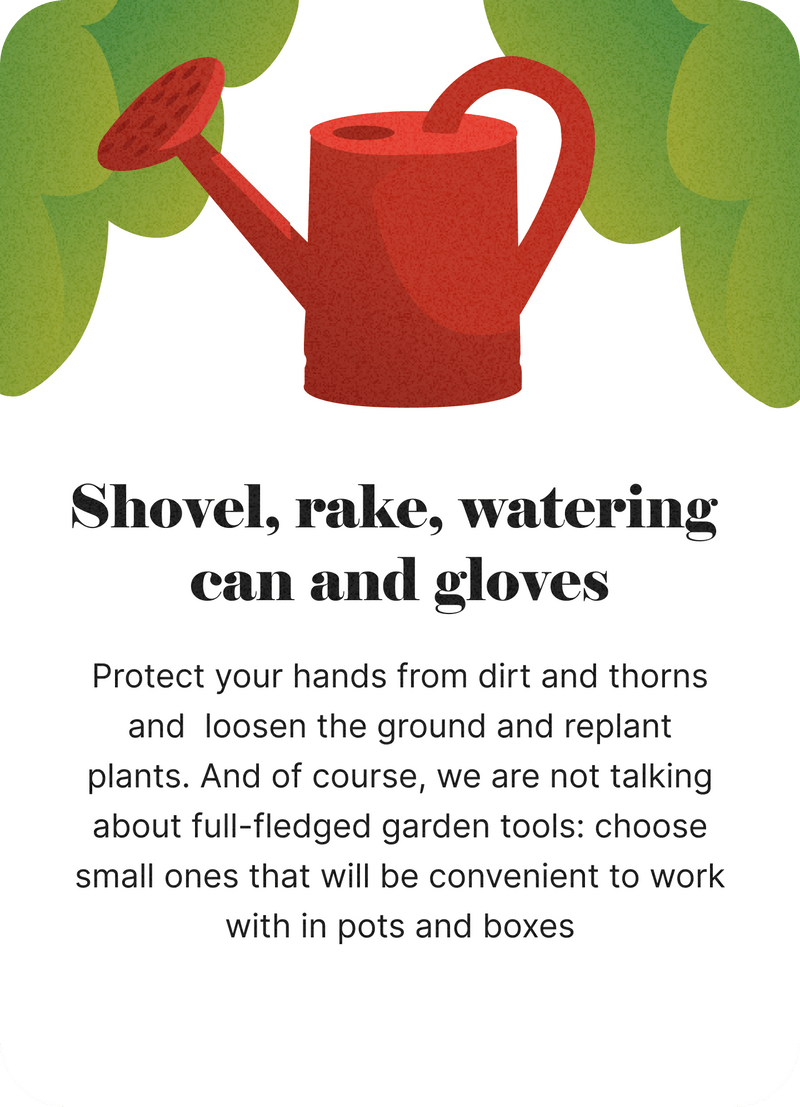 Shovel, rake, watering
can and gloves
Protect your hands from dirt and thorns
and  loosen the ground and replant
plants. And of course, we are not talking
about full-fledged garden tools: choose
small ones that will be convenient to work
with in pots and boxes